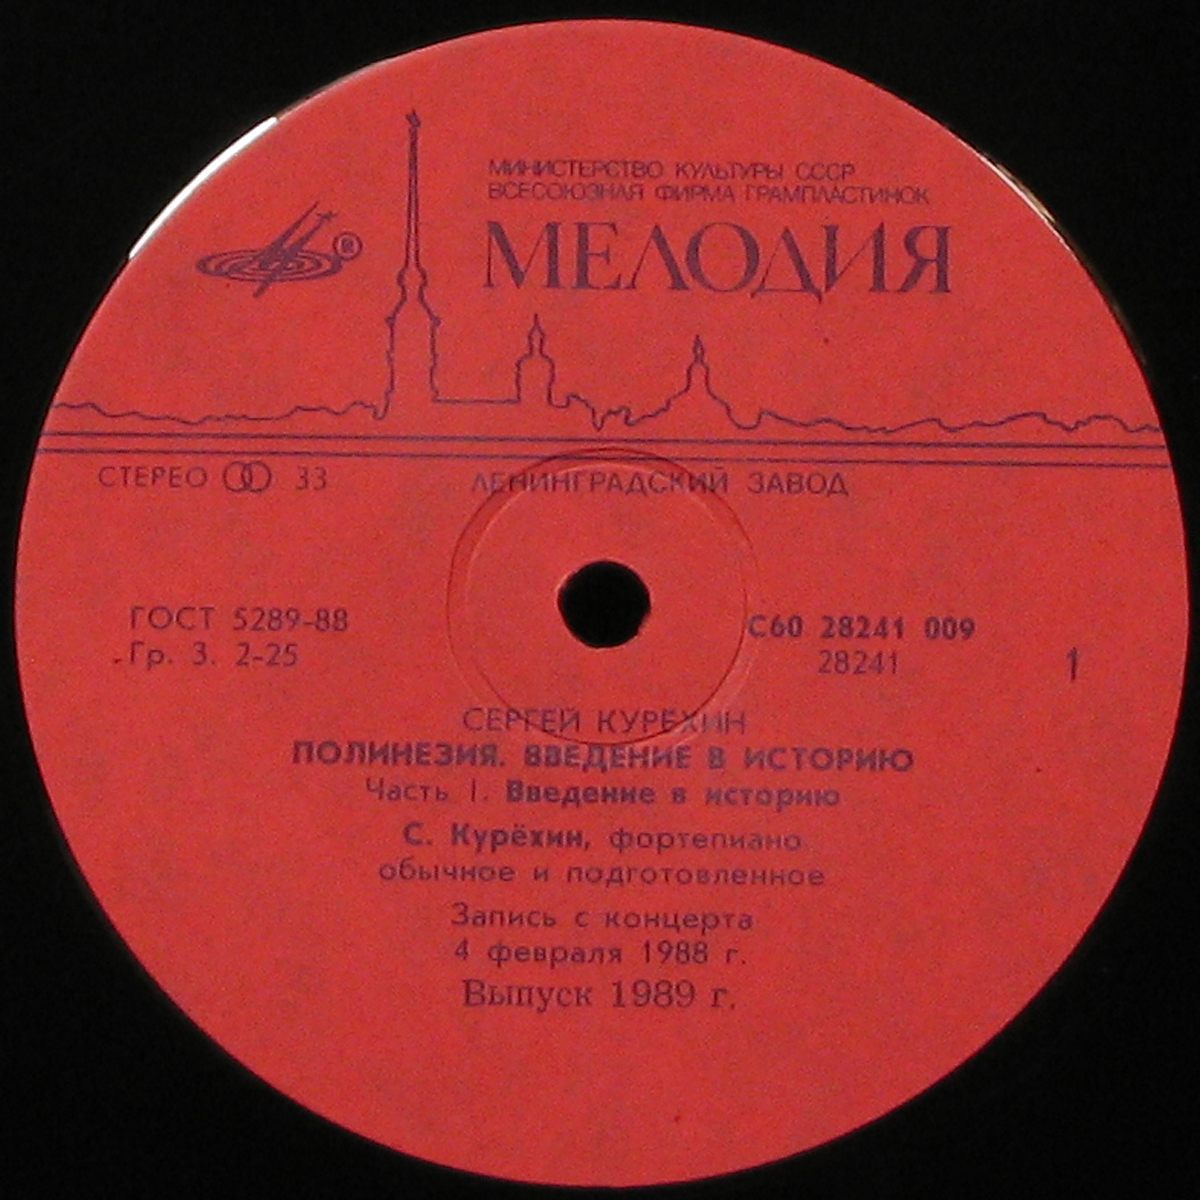 МИНИСТЕРСТВО КУЛЬТУРЫ СССР
ВСЕСОЮЗНАЯ ФИРМА ГРАМПЛАСТИНОК
МЕЛОДИЯ
®
СТЕРЕО 33
ЛЕНИНГРАДСКИЙ ЗАВОД
ГОСТ 5289-88
Гр. 3. 2-25
С60 28241 009
28241
1
СЕРГЕЙ КУРЁХИН
ПОЛИНЕЗИЯ. ВВЕДЕНИЕ В ИСТОРИЮ
Часть I. Введение в историю
С. Курёхин, фортепиано
обычное и подготовленное
Запись с концерта
4 февраля 1988 г.
Выпуск 1989 г.